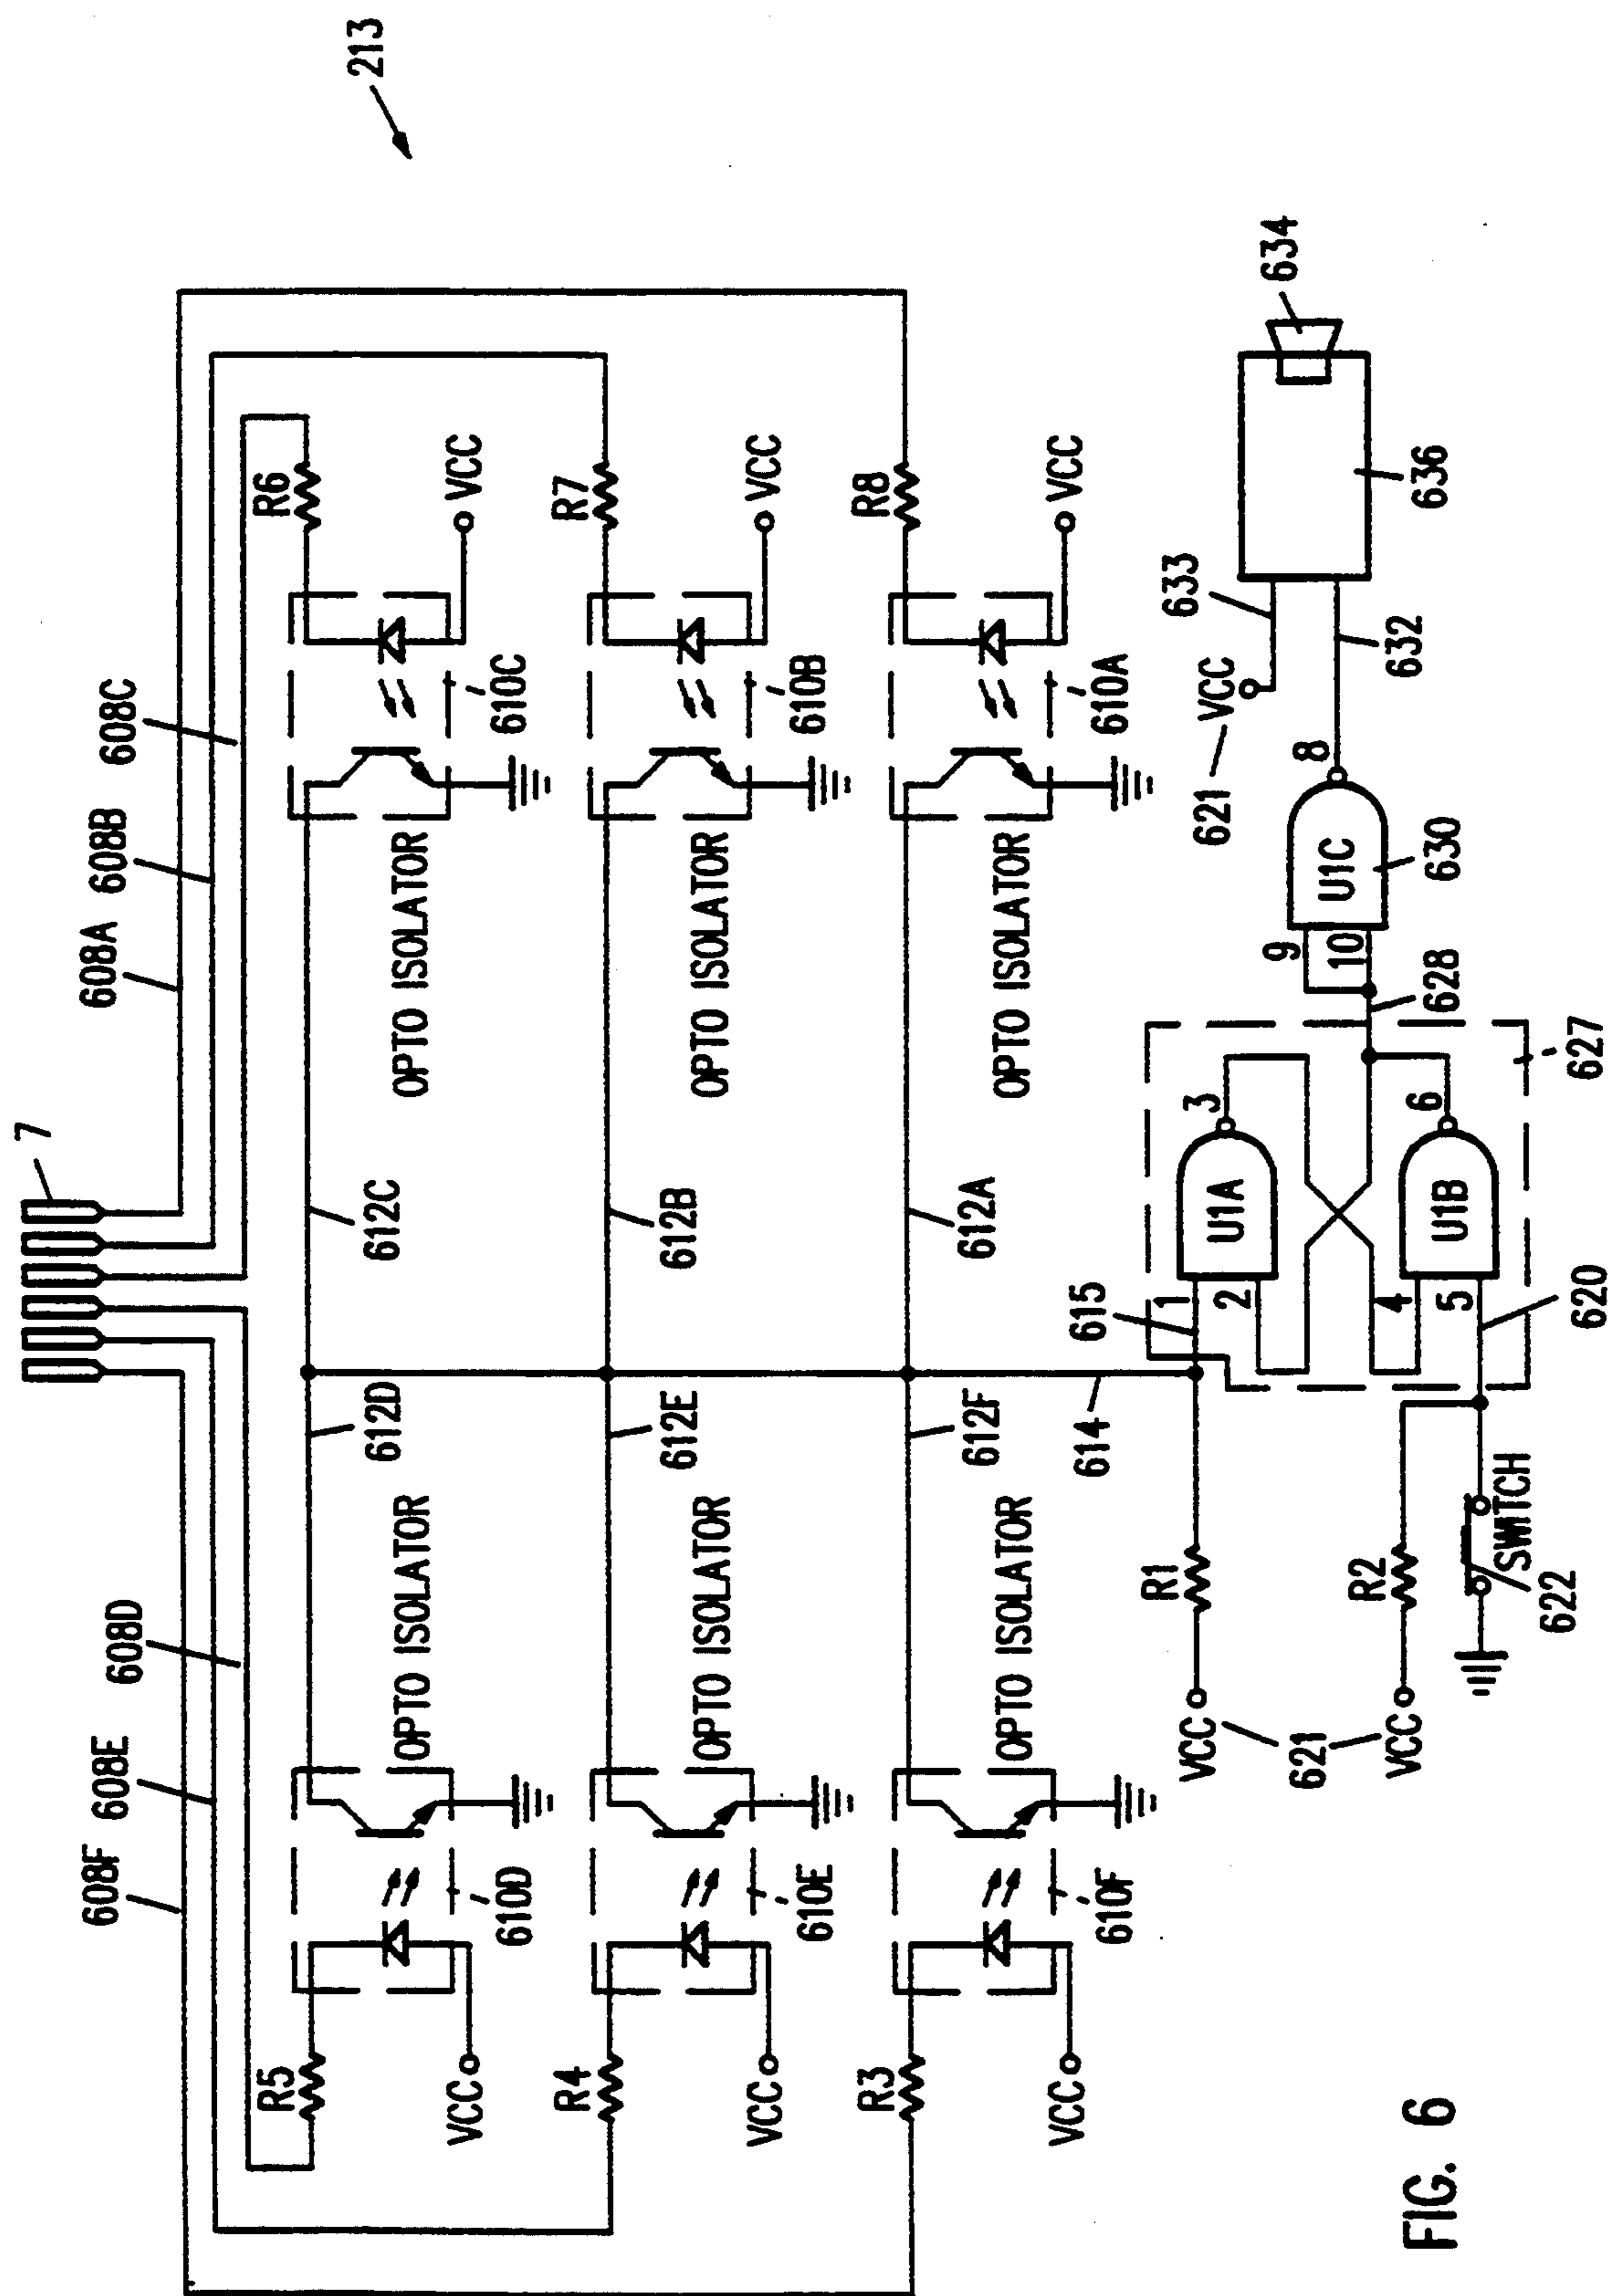 213
7
608F
608E
608D
608A
608B
608C
R5
VCC
610D
OPTO ISOLATOR
612D
612C
OPTO ISOLATOR
610C
R6
VCC
R4
VCC
610E
OPTO ISOLATOR
612E
612B
OPTO ISOLATOR
610B
R7
VCC
R3
VCC
610F
OPTO ISOLATOR
612F
612A
OPTO ISOLATOR
610A
R8
VCC
614
615
R1
VCC
621
R2
VCC
SWITCH
622
620
1
2
U1A
3
4
5
U1B
6
627
628
9
10
U1C
8
630
621
VCC
633
632
636
634
FIG. 6